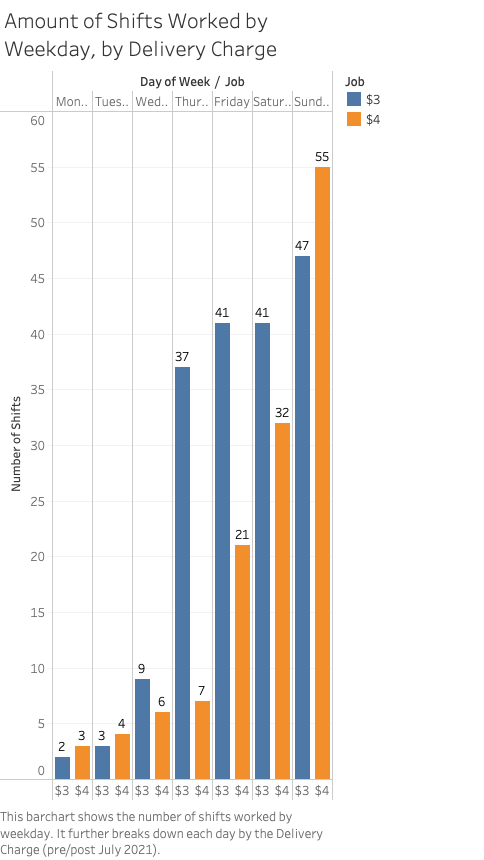 Amount of Shifts Worked by
Weekday, by Delivery Charge
Day of Week / Job
Mon.. Tues.. Wed.. Thur.. Friday Satur.. Sund..
Job
$3
$4
60
55
50
45
40
35
30
25
20
15
10
5
0
Number of Shifts
2 3 3 4 9 6 37 7 41 21 41 32 47 55
$3 $4 $3 $4 $3 $4 $3 $4 $3 $4 $3 $4 $3 $4
This barchart shows the number of shifts worked by
weekday. It further breaks down each day by the Delivery
Charge (pre/post July 2021).